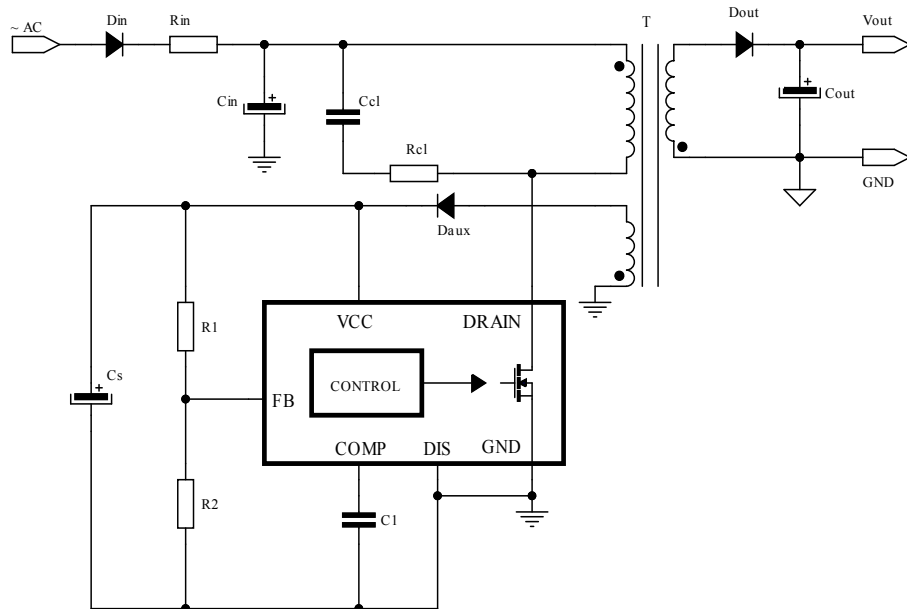 ~ AC
Din
Rin
T
Dout
Vout
Cin
+
Ccl
+
Cout
Rcl
GND
Daux
R1
VCC
DRAIN
Cs
+
CONTROL
FB
COMP
DIS
GND
R2
C1